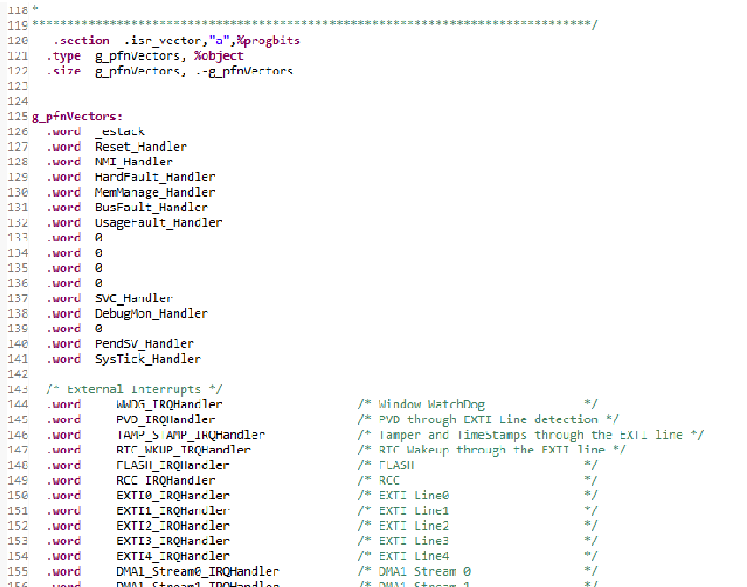 118 *
119 ******************************************************************************/
120 .section .isr_vector,"a",%progbits
121 .type g_pfnVectors, %object
122 .size g_pfnVectors, .-g_pfnVectors
123
124
125 g_pfnVectors:
126 .word _estack
127 .word Reset_Handler
128 .word NMI_Handler
129 .word HardFault_Handler
130 .word MemManage_Handler
131 .word BusFault_Handler
132 .word UsageFault_Handler
133 .word 0
134 .word 0
135 .word 0
136 .word 0
137 .word SVC_Handler
138 .word DebugMon_Handler
139 .word 0
140 .word PendSV_Handler
141 .word SysTick_Handler
142
143 /* External Interrupts */
144 .word WWDG_IRQHandler /* Window WatchDog */
145 .word PVD_IRQHandler /* PVD through EXTI Line detection */
146 .word TAMP_STAMP_IRQHandler /* Tamper and TimeStamps through the EXTI line */
147 .word RTC_WKUP_IRQHandler /* RTC Wakeup through the EXTI line */
148 .word FLASH_IRQHandler /* FLASH */
149 .word RCC_IRQHandler /* RCC */
150 .word EXTI0_IRQHandler /* EXTI Line0 */
151 .word EXTI1_IRQHandler /* EXTI Line1 */
152 .word EXTI2_IRQHandler /* EXTI Line2 */
153 .word EXTI3_IRQHandler /* EXTI Line3 */
154 .word EXTI4_IRQHandler /* EXTI Line4 */
155 .word DMA1_Stream0_IRQHandler /* DMA1 Stream 0 */
156 .word DMA1_Stream1_IRQHandler /* DMA1 Stream 1 */